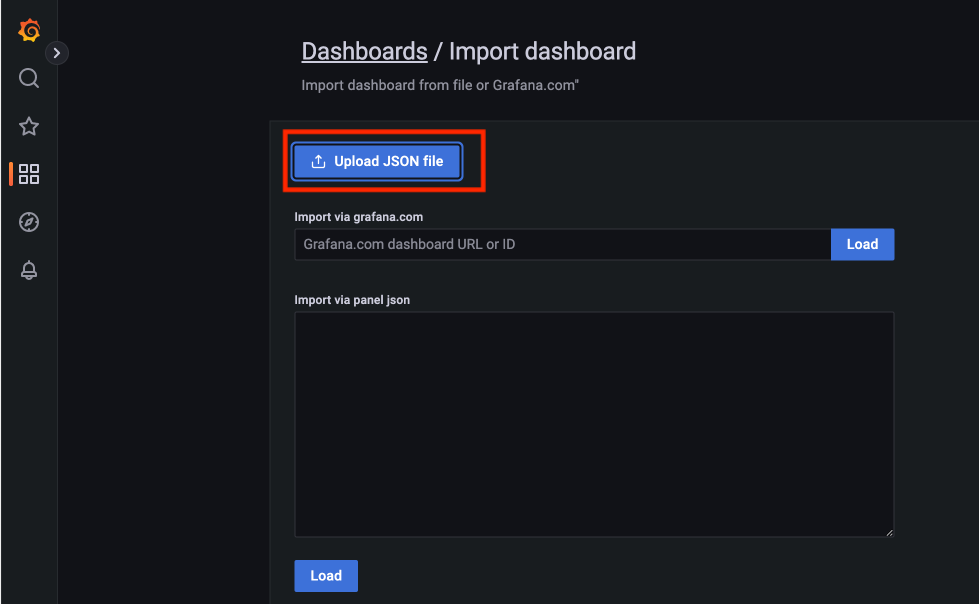 Dashboards / Import dashboard
Import dashboard from file or Grafana.com"
Upload JSON file
Import via grafana.com
Grafana.com dashboard URL or ID
Load
Import via panel json
Load